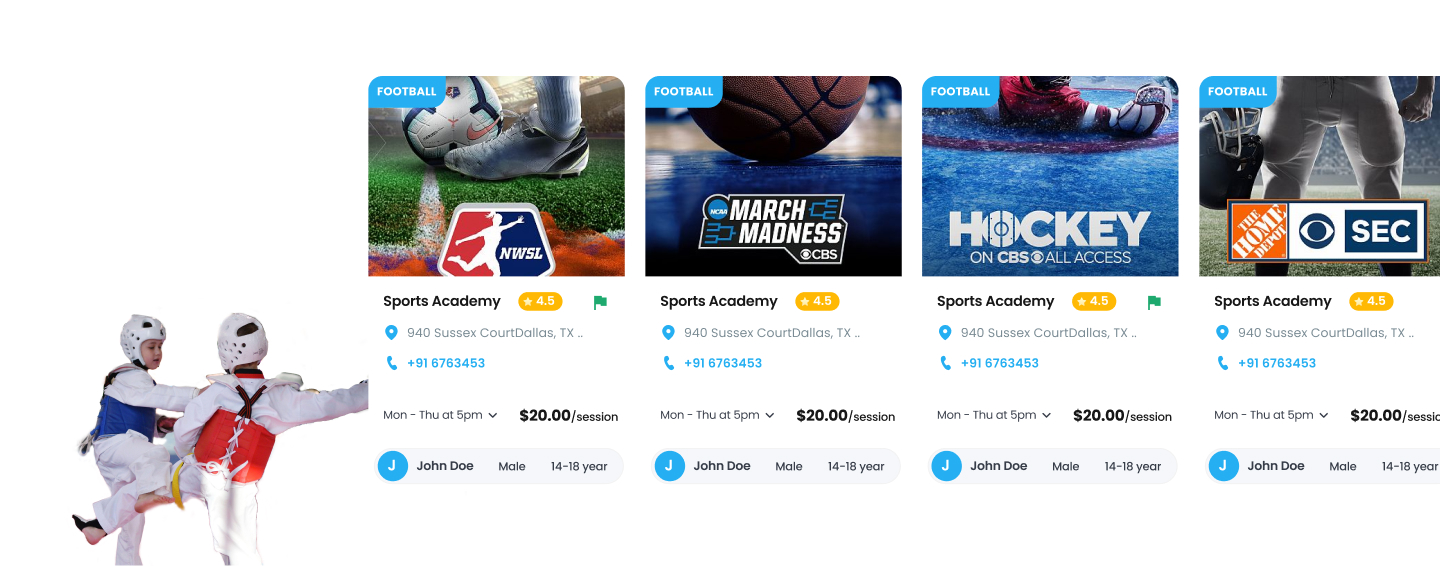 FOOTBALL
NWSL
Sports Academy
4.5
940 Sussex CourtDallas, TX ..
+91 6763453
Mon - Thu at 5pm
$20.00/session
J
John Doe
Male
14-18 year
FOOTBALL
NCAA
MARCH
MADNESS
CBS
Sports Academy
4.5
940 Sussex CourtDallas, TX ..
+91 6763453
Mon - Thu at 5pm
$20.00/session
J
John Doe
Male
14-18 year
FOOTBALL
HOCKEY
ON CBS ALL ACCESS
Sports Academy
4.5
940 Sussex CourtDallas, TX ..
+91 6763453
Mon - Thu at 5pm
$20.00/session
J
John Doe
Male
14-18 year
FOOTBALL
THE
HOME
DEPOT
SEC
Sports Academy
4.5
940 Sussex CourtDallas, TX ..
+91 6763453
Mon - Thu at 5pm
$20.00/sessio
J
John Doe
Male
14-18 year